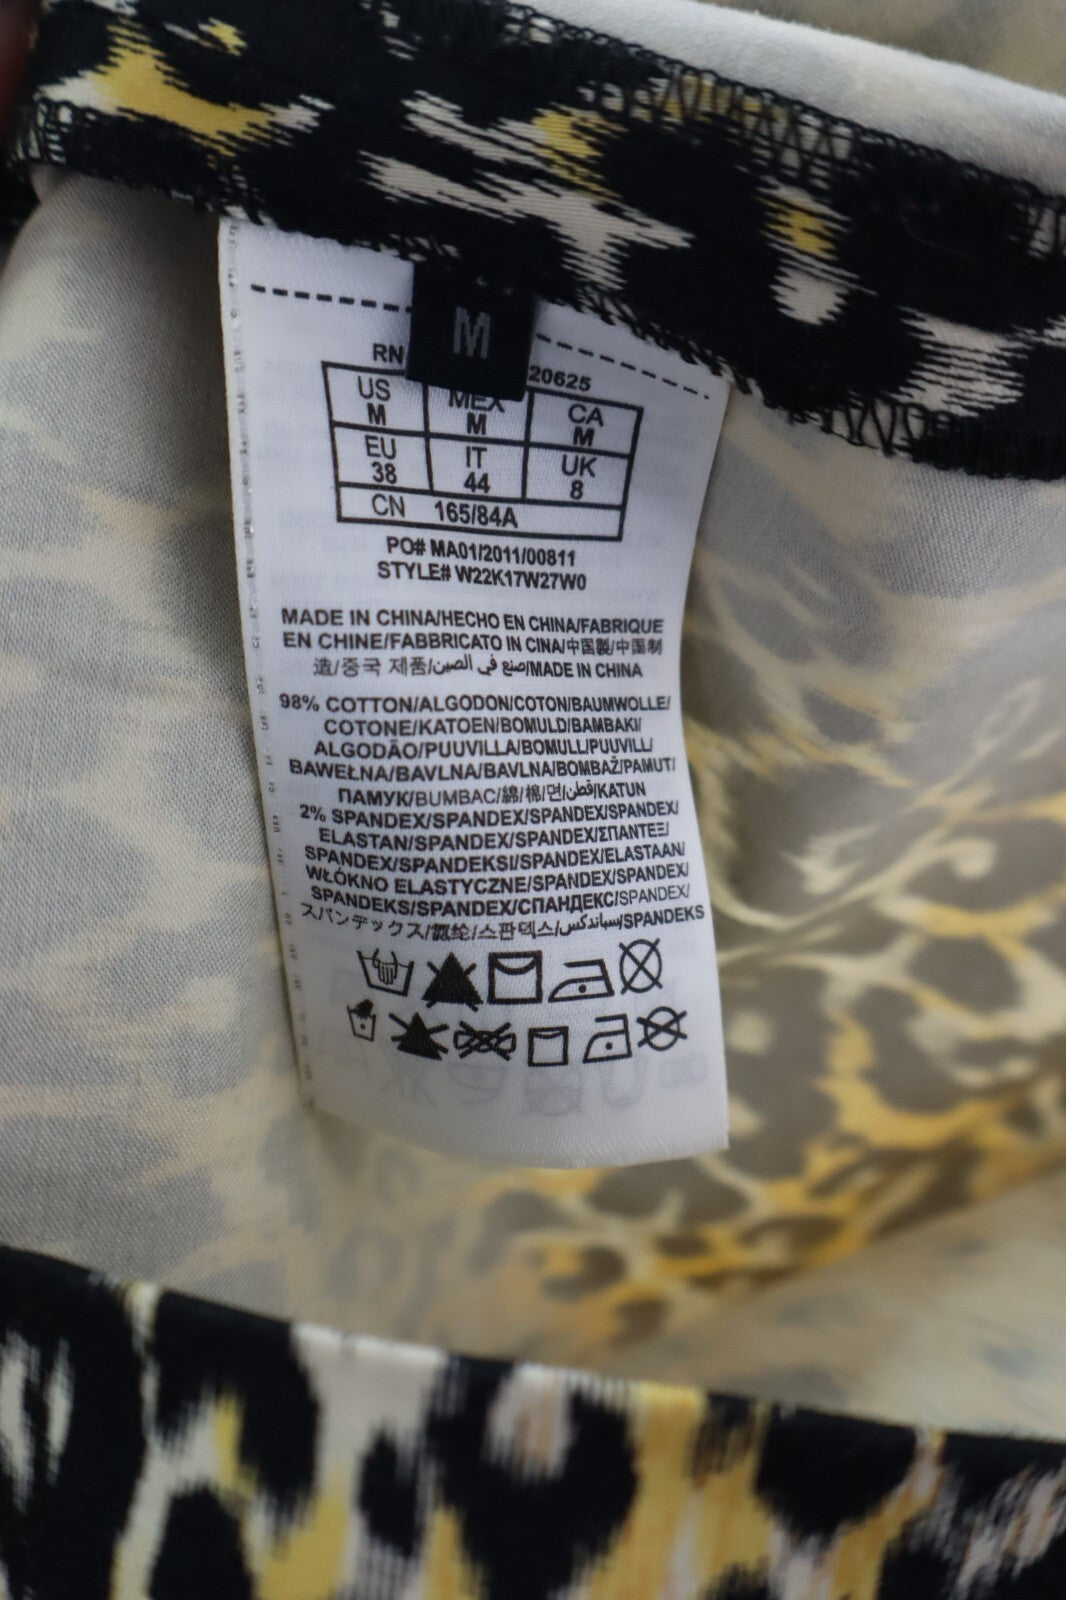 M
RN 20625
US MEX CA
M M M
EU IT UK
38 44 8
CN 165/84A
PO# MA01/2011/00811
STYLE# W22K17W27W0
MADE IN CHINA/HECHO EN CHINA/FABRIQUE
EN CHINE/FABBRICATO IN CINA/中国製/中国制
造/중국 제품/صنع في الصين/MADE IN CHINA
98% COTTON/ALGODON/COTON/BAUMWOLLE/
COTONE/KATOEN/BOMULD/BAMBAKI/
ALGODÃO/PUUVILLA/BOMULL/PUUVILL/
BAWEŁNA/BAVLNA/BAVLNA/BOMBAŽ/PAMUT/
ПАМУК/BUMBAC/綿/棉/면/قطن/KATUN
2% SPANDEX/SPANDEX/SPANDEX/SPANDEX/
ELASTAN/SPANDEX/SPANDEX/ΣΠΑΝΤΕΞ/
SPANDEX/SPANDEKSI/SPANDEX/ELASTAAN/
WŁÓKNO ELASTYCZNE/SPANDEX/SPANDEX/
SPANDEKS/SPANDEX/СПАНДЕКС/SPANDEX/
スパンデックス/氨纶/스판덱스/سباندكس/SPANDEKS